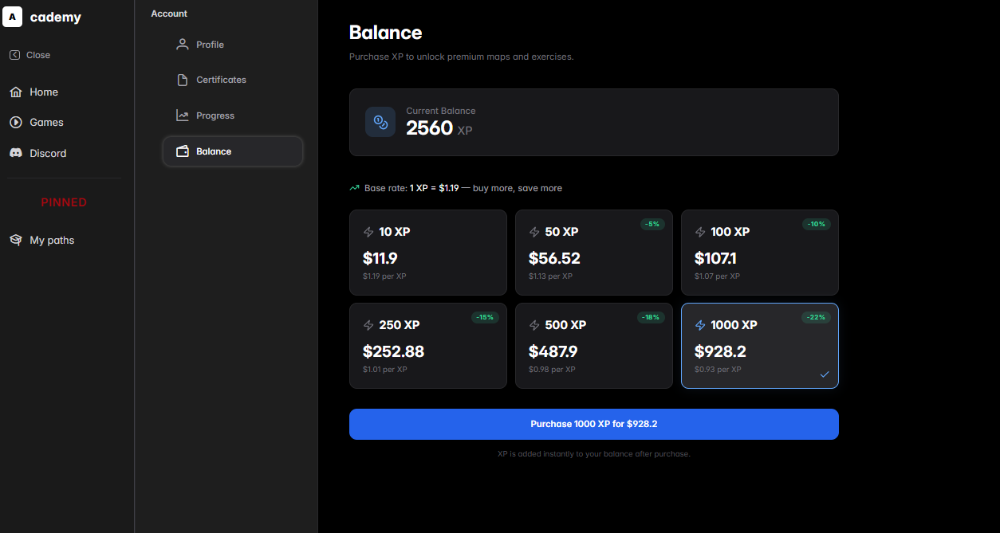 A cademy
Close
Home
Games
Discord
PINNED
My paths
Account
Profile
Certificates
Progress
Balance
Balance
Purchase XP to unlock premium maps and exercises.
Current Balance
2560 XP
Base rate: 1 XP = $1.19 — buy more, save more
10 XP
$11.9
$1.19 per XP
50 XP
-5%
$56.52
$1.13 per XP
100 XP
-10%
$107.1
$1.07 per XP
250 XP
-15%
$252.88
$1.01 per XP
500 XP
-18%
$487.9
$0.98 per XP
1000 XP
-22%
$928.2
$0.93 per XP
Purchase 1000 XP for $928.2
XP is added instantly to your balance after purchase.